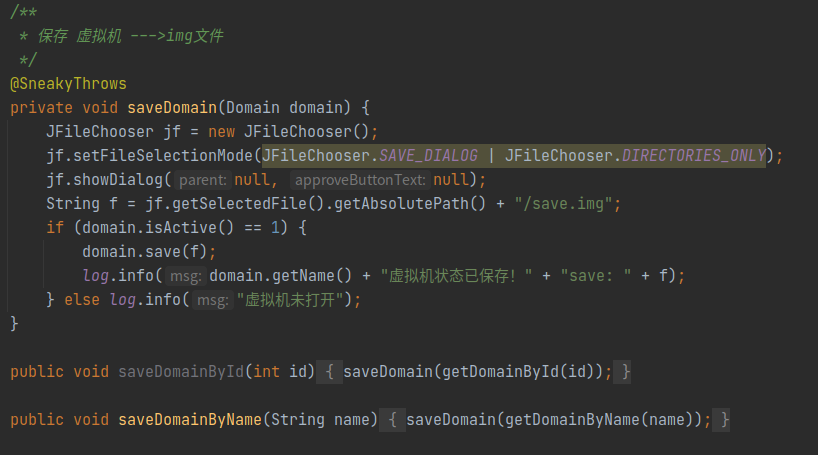 /**
 * 保存 虚拟机 --->img文件
 */
@SneakyThrows
private void saveDomain(Domain domain) {
    JFileChooser jf = new JFileChooser();
    jf.setFileSelectionMode(JFileChooser.SAVE_DIALOG | JFileChooser.DIRECTORIES_ONLY);
    jf.showDialog( parent: null, approveButtonText: null);
    String f = jf.getSelectedFile().getAbsolutePath() + "/save.img";
    if (domain.isActive() == 1) {
        domain.save(f);
        log.info( msg: domain.getName() + "虚拟机状态已保存！" + "save: " + f);
    } else log.info( msg: "虚拟机未打开");
}
public void saveDomainById(int id) { saveDomain(getDomainById(id)); }
public void saveDomainByName(String name) { saveDomain(getDomainByName(name)); }